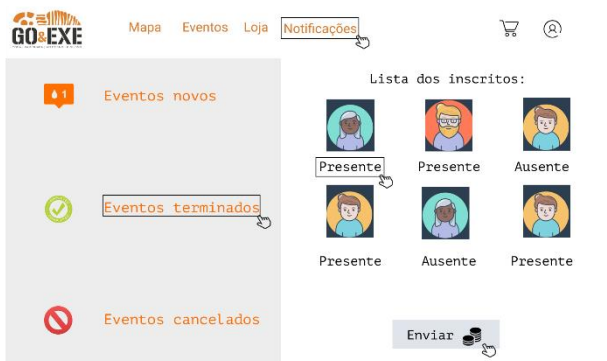 GO&EXE
Mapa Eventos Loja Notificações
1
Eventos novos
Eventos terminados
Eventos cancelados
Lista dos inscritos:
Presente Presente Ausente
Presente Ausente Presente
Enviar